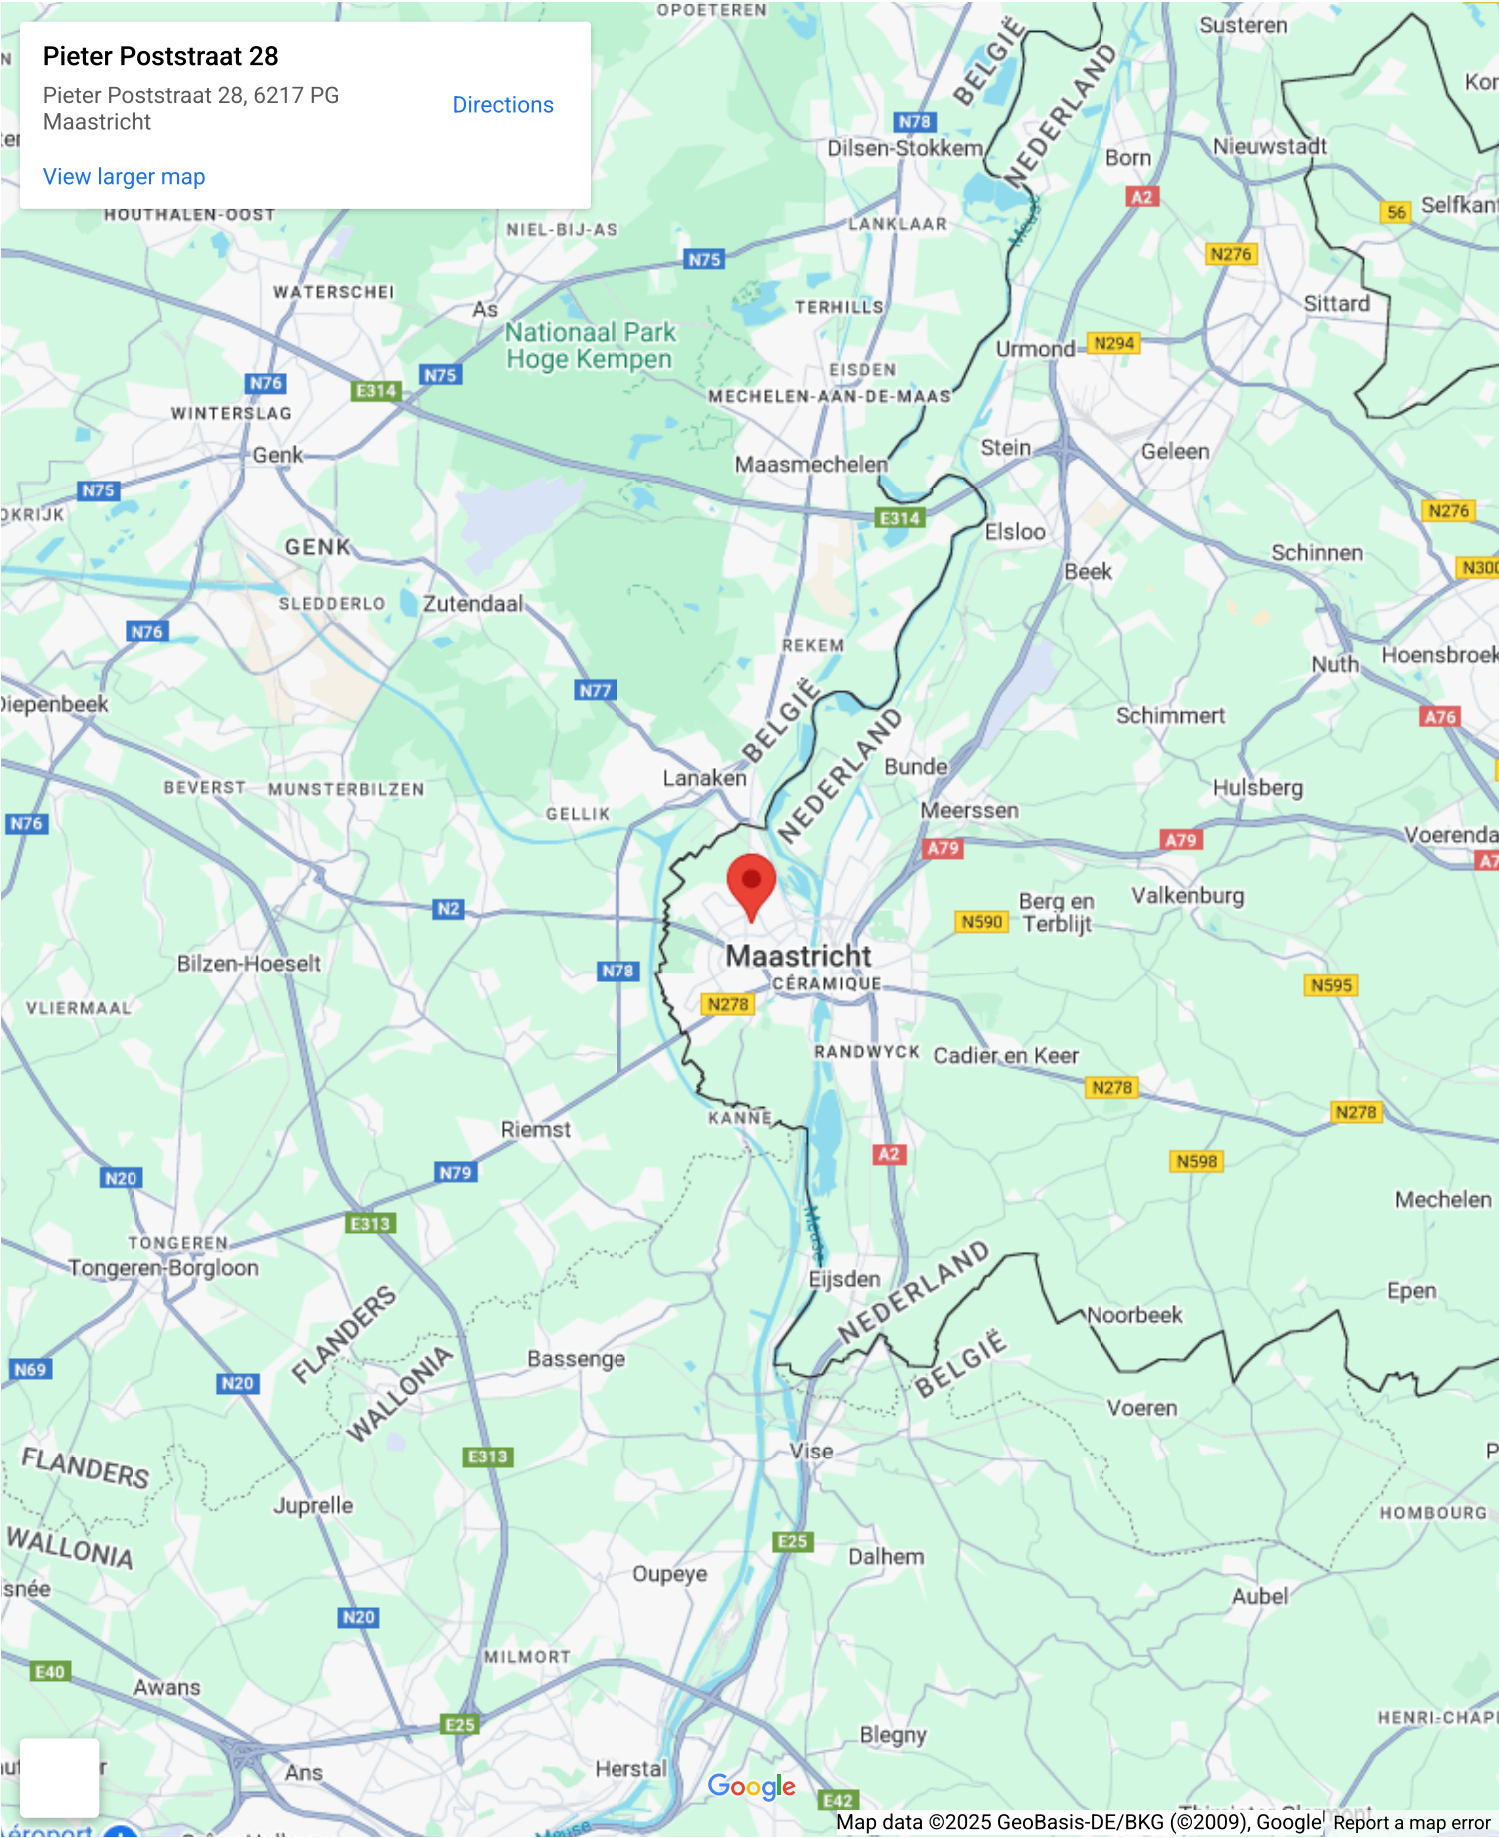 Pieter Poststraat 28
Pieter Poststraat 28, 6217 PG
Maastricht
Directions
View larger map
OPOETEREN
BELGIË
NEDERLAND
Susteren
N78
Dilsen-Stokkem
Born
Nieuwstadt
A2
56
Selfkant
HOUTHALEN-OOST
NIEL-BIJ-AS
LANKLAAR
Meuse
N75
N276
WATERSCHEI
As
TERHILLS
Sittard
Nationaal Park
Hoge Kempen
Urmond
N294
N76
E314
N75
EISDEN
MECHELEN-AAN-DE-MAAS
WINTERSLAG
Genk
Maasmechelen
Stein
Geleen
N75
OKRIJK
E314
N276
GENK
Elsloo
Schinnen
N300
Beek
SLEDDERLO
Zutendaal
N76
REKEM
Nuth
Hoensbroek
N77
Diepenbeek
BELGIË
NEDERLAND
Schimmert
A76
BEVERST
MUNSTERBILZEN
Lanaken
Bunde
Hulsberg
N76
GELLIK
Meerssen
A79
A79
Voerenda
A7
N2
N590
Berg en
Terblijt
Valkenburg
Bilzen-Hoeselt
N78
Maastricht
CÉRAMIQUE
N278
N595
VLIERMAAL
RANDWYCK
Cadier en Keer
N278
N278
KANNE
Riemst
A2
N598
N79
N20
Mechelen
E313
Meuse
TONGEREN
Tongeren-Borgloon
Eijsden
NEDERLAND
Epen
FLANDERS
Noorbeek
N69
N20
WALLONIA
Bassenge
BELGIË
Voeren
FLANDERS
E313
Vise
Juprelle
HOMBOURG
WALLONIA
E25
Dalhem
snée
Oupeye
Aubel
N20
E40
MILMORT
Awans
E25
Blegny
HENRI-CHAP
Ans
Herstal
Google
E42
Meuse
Map data ©2025 GeoBasis-DE/BKG (©2009), Google
Report a map error